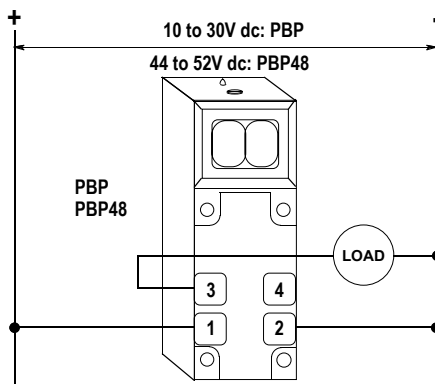 + -
10 to 30V dc: PBP
44 to 52V dc: PBP48
PBP
PBP48
LOAD
3 4
1 2